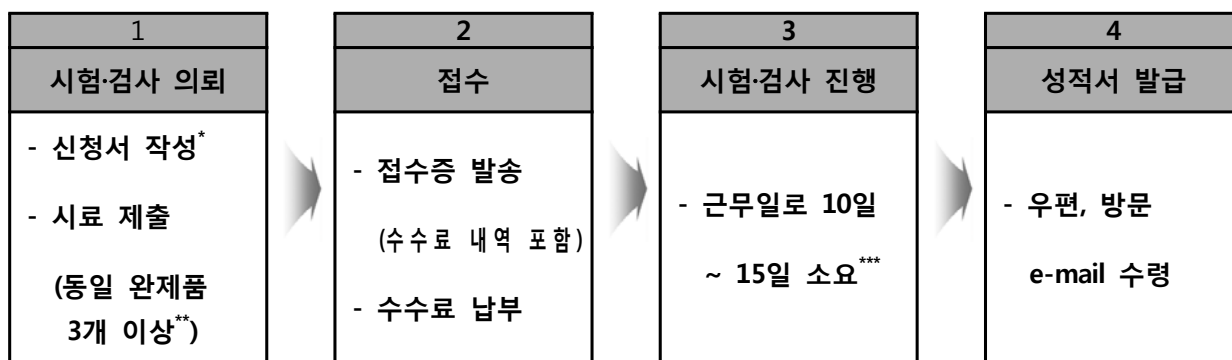 1
시험·검사 의뢰
- 신청서 작성*
- 시료 제출
(동일 완제품
3개 이상**)
2
접수
- 접수증 발송
(수수료 내역 포함)
- 수수료 납부
3
시험·검사 진행
- 근무일로 10일
~ 15일 소요***
4
성적서 발급
- 우편, 방문
e-mail 수령